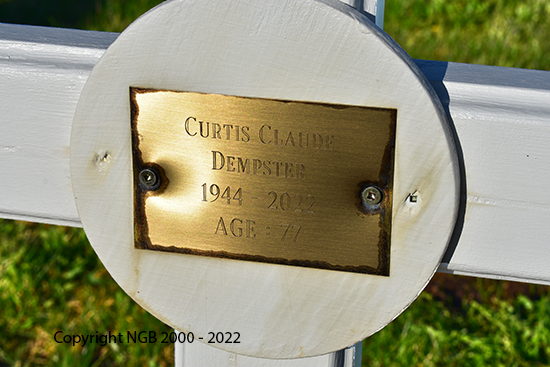 Curtis Claude
Dempster
1944 - 2022
AGE : 77
Copyright NGB 2000 - 2022